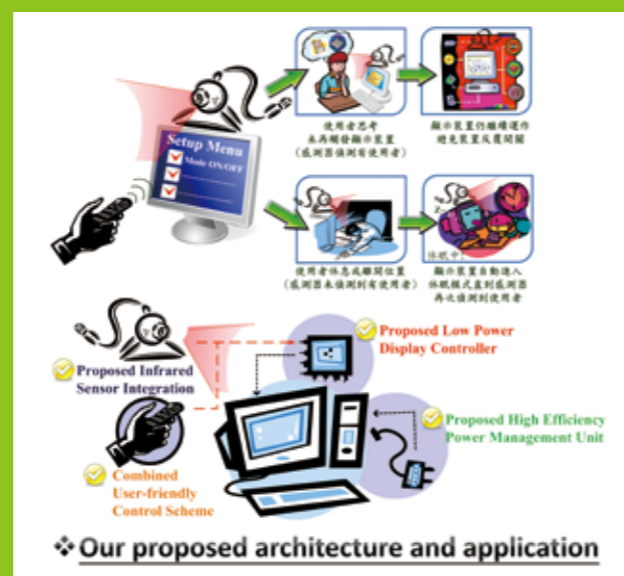 Setup Menu
Mode ON/OFF
使用者思考
未再觸發顯示裝置
(感測器偵測有使用者)
顯示裝置仍繼續運作
避免裝置反覆開關
使用者休息或離開位置
(感測器未偵測到有使用者)
休眠中
顯示裝置自動進入
休眠模式直到感測器
再次偵測到使用者
Proposed Infrared
Sensor Integration
Proposed Low Power
Display Controller
Proposed High Efficiency
Power Management Unit
Combined
User-friendly
Control Scheme
❖ Our proposed architecture and application